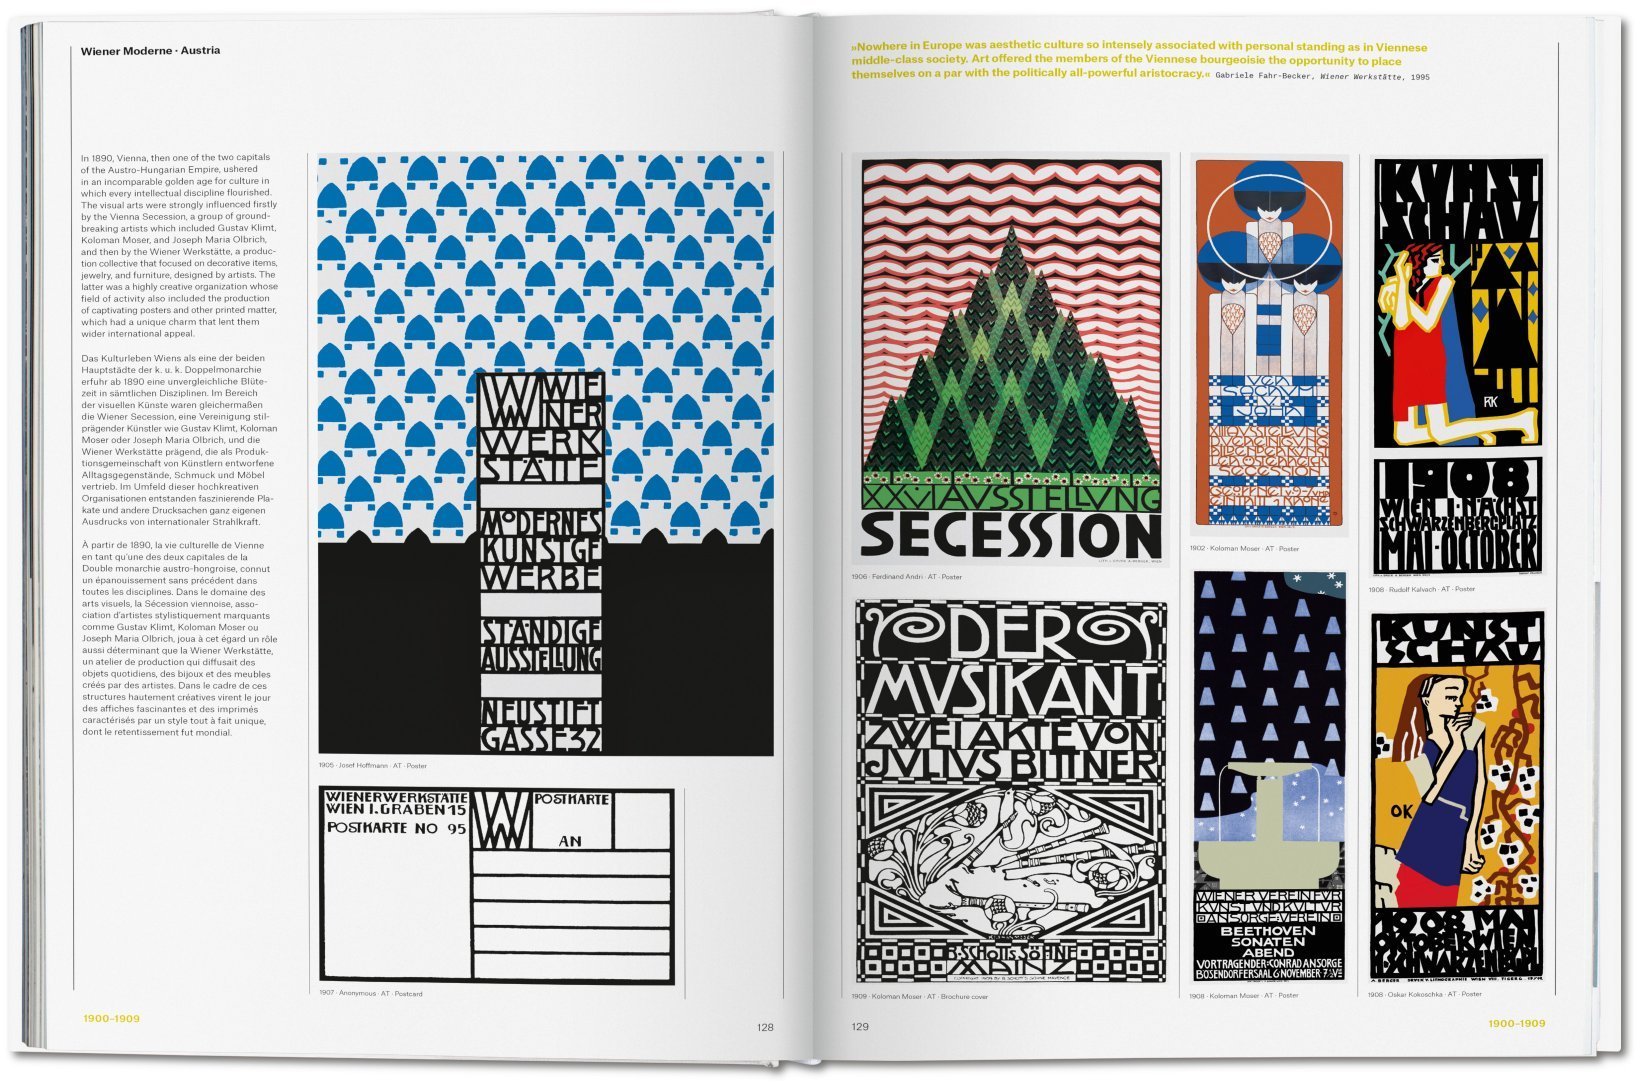 Wiener Moderne · Austria
In 1890, Vienna, then one of the two capitals
of the Austro-Hungarian Empire, ushered
in an incomparable golden age for culture in
which every intellectual discipline flourished.
The visual arts were strongly influenced firstly
by the Vienna Secession, a group of ground-
breaking artists which included Gustav Klimt,
Koloman Moser, and Joseph Maria Olbrich,
and then by the Wiener Werkstätte, a produc-
tion collective that focused on decorative items,
jewelry, and furniture, designed by artists. The
latter was a highly creative organization whose
field of activity also included the production
of captivating posters and other printed matter,
which had a unique charm that lent them
wider international appeal.
Das Kulturleben Wiens als eine der beiden
Hauptstädte der k. u. k. Doppelmonarchie
erfuhr ab 1890 eine unvergleichliche Blüte-
zeit in sämtlichen Disziplinen. Im Bereich
der visuellen Künste waren gleichermaßen
die Wiener Secession, eine Vereinigung stil-
prägender Künstler wie Gustav Klimt, Koloman
Moser oder Joseph Maria Olbrich, und die
Wiener Werkstätte prägend, die als Produk-
tionsgemeinschaft von Künstlern entworfene
Alltagsgegenstände, Schmuck und Möbel
vertrieb. Im Umfeld dieser hochkreativen
Organisationen entstanden faszinierende Pla-
kate und andere Drucksachen ganz eigenen
Ausdrucks von internationaler Strahlkraft.
À partir de 1890, la vie culturelle de Vienne
en tant qu'une des deux capitales de la
Double monarchie austro-hongroise, connut
un épanouissement sans précédent dans
toutes les disciplines. Dans le domaine des
arts visuels, la Sécession viennoise, asso-
ciation d'artistes stylistiquement marquants
comme Gustav Klimt, Koloman Moser ou
Joseph Maria Olbrich, joua à cet égard un rôle
aussi déterminant que la Wiener Werkstätte,
un atelier de production qui diffusait des
objets quotidiens, des bijoux et des meubles
créés par des artistes. Dans le cadre de ces
structures hautement créatives virent le jour
des affiches fascinantes et des imprimés
caractérisés par un style tout à fait unique,
dont le retentissement fut mondial.
WW WIE
NER
WERK
STÄTTE
MODERNES
KUNSTGE
WERBE
STÄNDIGE
AUSSTELLUNG
NEUSTIFT
GASSE 32
1905 · Josef Hoffmann · AT · Poster
WIENER WERKSTÄTTE
WIEN I. GRABEN 15
POSTKARTE NO 95
WW
POSTKARTE
AN
1907 · Anonymous · AT · Postcard
1900–1909
128
»Nowhere in Europe was aesthetic culture so intensely associated with personal standing as in Viennese
middle-class society. Art offered the members of the Viennese bourgeoisie the opportunity to place
themselves on a par with the politically all-powerful aristocracy.« Gabriele Fahr-Becker, Wiener Werkstätte, 1995
XXVI AUSSTELLUNG
SECESSION
1906 · Ferdinand Andri · AT · Poster
DER
MUSIKANT
ZWEI AKTE VON
JULIUS BITTNER
B·SCHOTTS SÖHNE
MAINZ
1909 · Koloman Moser · AT · Brochure cover
VER
SACRUM
V. JAHR
XIII AUSSTELLUNG
D VEREINIGUNG
BILDENDER KUNST
LER ÖSTERREICHS
SECESSION
1902 · Koloman Moser · AT · Poster
WIENER VEREIN FUR
KUNST UND KULTUR
ANSORGE·VEREIN
BEETHOVEN
SONATEN
ABEND
VORTRAGENDER: CONRAD ANSORGE
BOSENDORFERSAAL 6 NOVEMBER
1908 · Koloman Moser · AT · Poster
KUNST
SCHAU
RK
1908
WIEN I · NÄCHST
SCHWARZENBERGPLATZ
MAI-OCTOBER
1908 · Rudolf Kalvach · AT · Poster
KUNST
SCHAU
OK
1908 MAI
OKTOBER WIEN
I SCHWARZENBERGPL
1908 · Oskar Kokoschka · AT · Poster
129
1900–1909